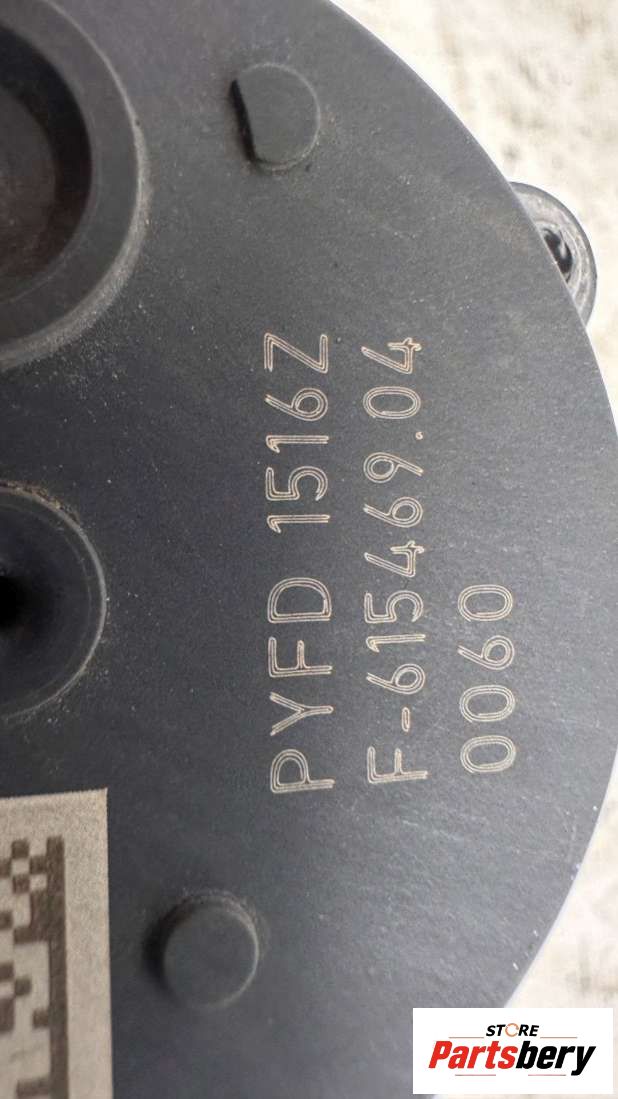 PYFD 1516Z
F-615469.04
0060
STORE
Partsbery